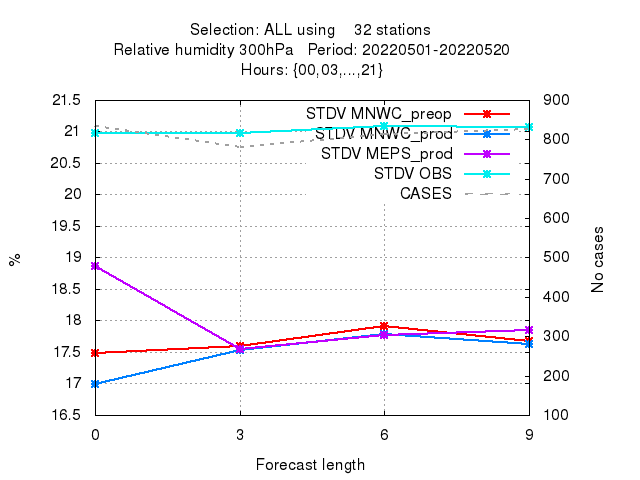 Selection: ALL using    32 stations
Relative humidity 300hPa   Period: 20220501-20220520
Hours: {00,03,...,21}
21.5
21
20.5
20
19.5
19
18.5
18
17.5
17
16.5
900
800
700
600
500
400
300
200
100
STDV MNWC_preop
STDV MNWC_prod
STDV MEPS_prod
STDV OBS
CASES
%
No cases
0 3 6 9
Forecast length